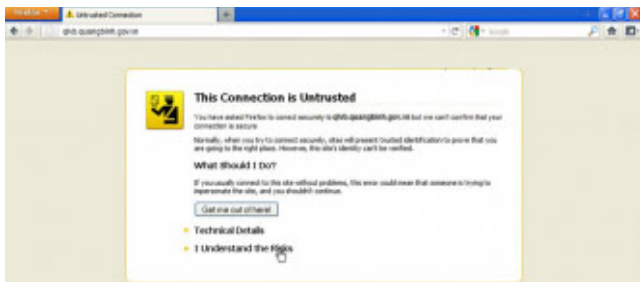 Firefox
Untrusted Connection
qlvb.quangbinh.gov.vn
Google
This Connection is Untrusted
You have asked Firefox to connect securely to qlvb.quangbinh.gov.vn but we can't confirm that your
connection is secure.
Normally, when you try to connect securely, sites will present trusted identification to prove that you
are going to the right place. However, this site's identity can't be verified.
What Should I Do?
If you usually connect to this site without problems, this error could mean that someone is trying to
impersonate the site, and you shouldn't continue.
Get me out of here!
Technical Details
I Understand the Risks